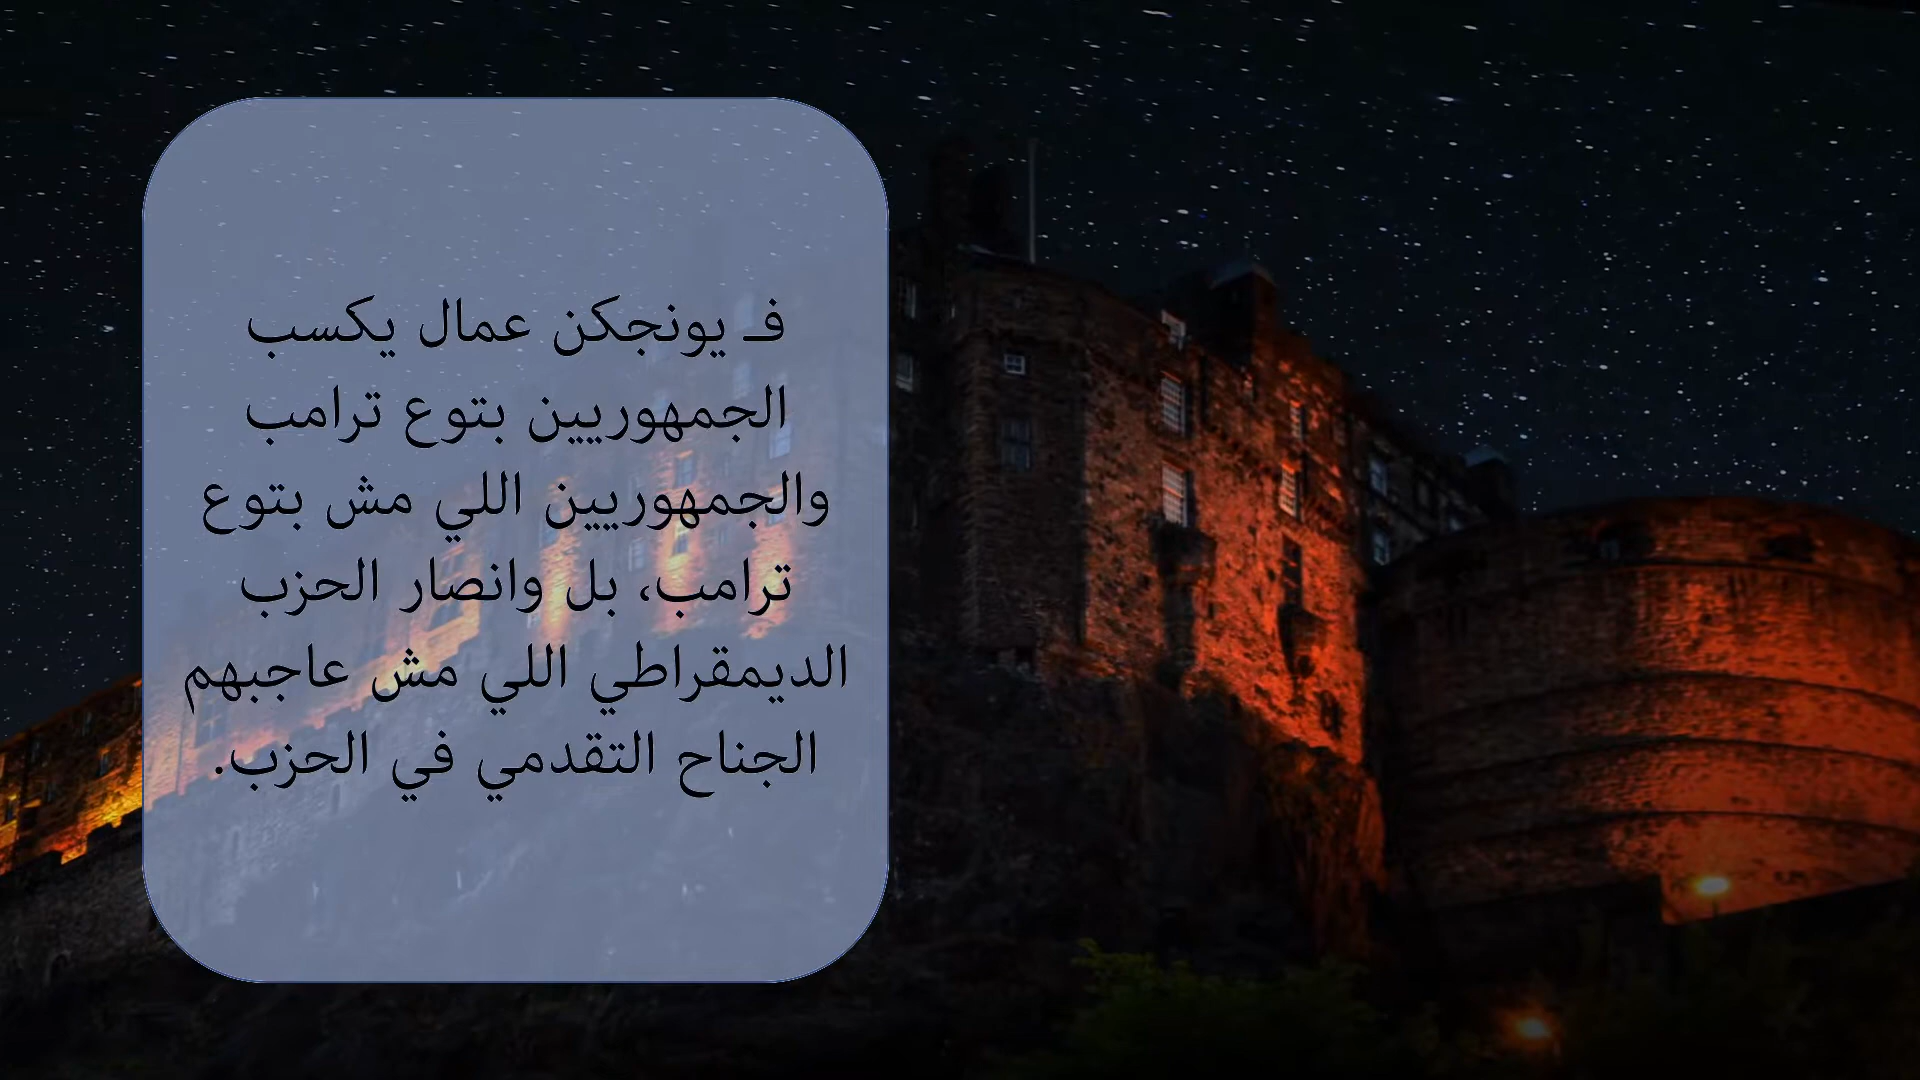 فـ يونجكن عمال يكسب
الجمهوريين بتوع ترامب
والجمهوريين اللي مش بتوع
ترامب، بل وانصار الحزب
الديمقراطي اللي مش عاجبهم
الجناح التقدمي في الحزب.